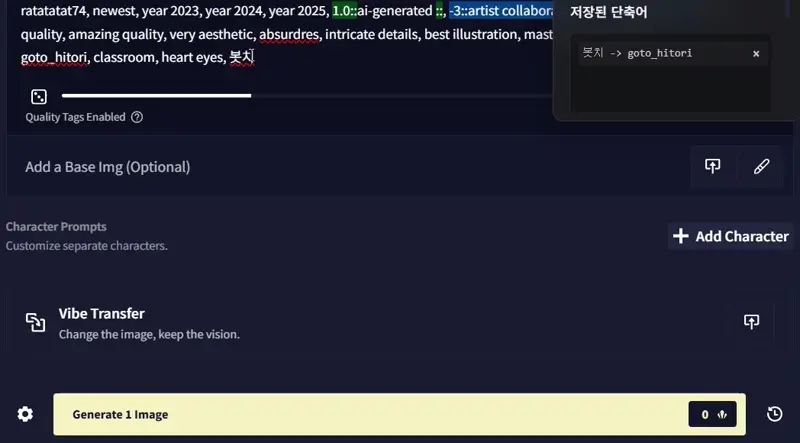 ratatatat74, newest, year 2023, year 2024, year 2025, 1.0::ai-generated ::, -3::artist collabora
quality, amazing quality, very aesthetic, absurdres, intricate details, best illustration, mast
goto_hitori, classroom, heart eyes, 봇치
저장된 단축어
봇치 -> goto_hitori ×
Quality Tags Enabled
Add a Base Img (Optional)
Character Prompts
Customize separate characters.
+ Add Character
Vibe Transfer
Change the image, keep the vision.
Generate 1 Image
0